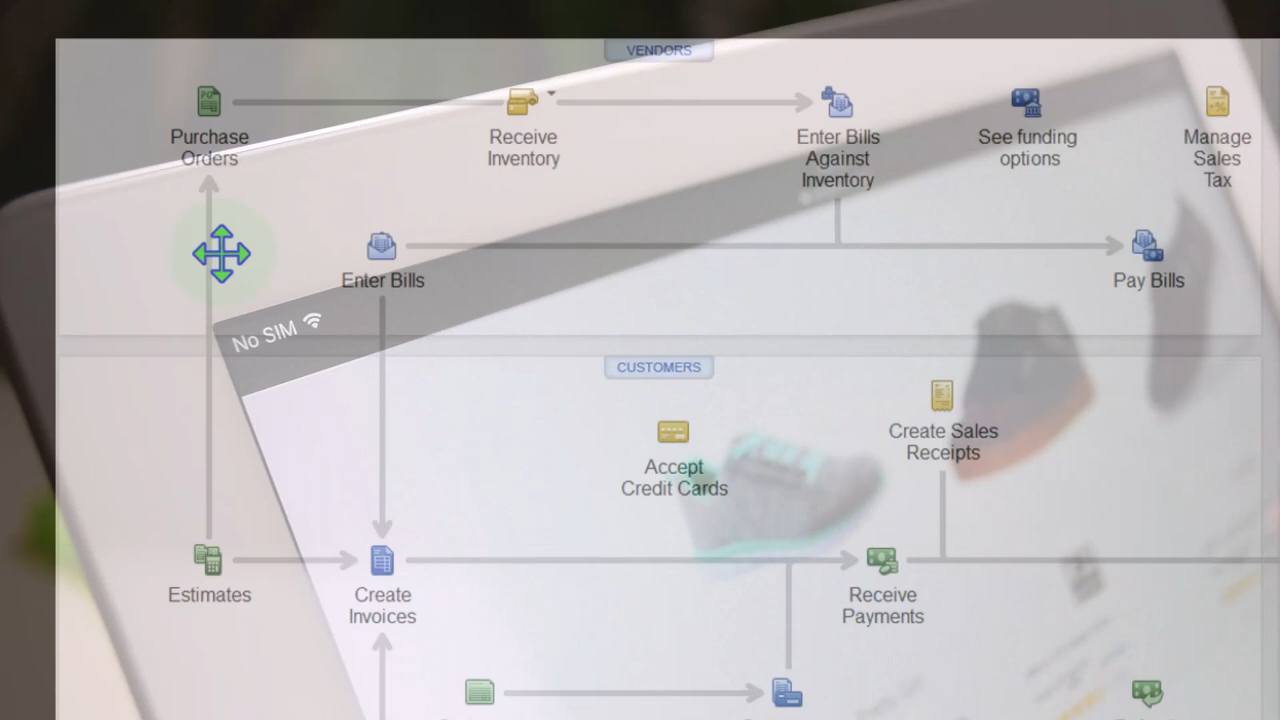 VENDORS
Purchase
Orders
Receive
Inventory
Enter Bills
Against
Inventory
See funding
options
Manage
Sales
Tax
Enter Bills
Pay Bills
No SIM
CUSTOMERS
Create Sales
Receipts
Accept
Credit Cards
Estimates
Create
Invoices
Receive
Payments